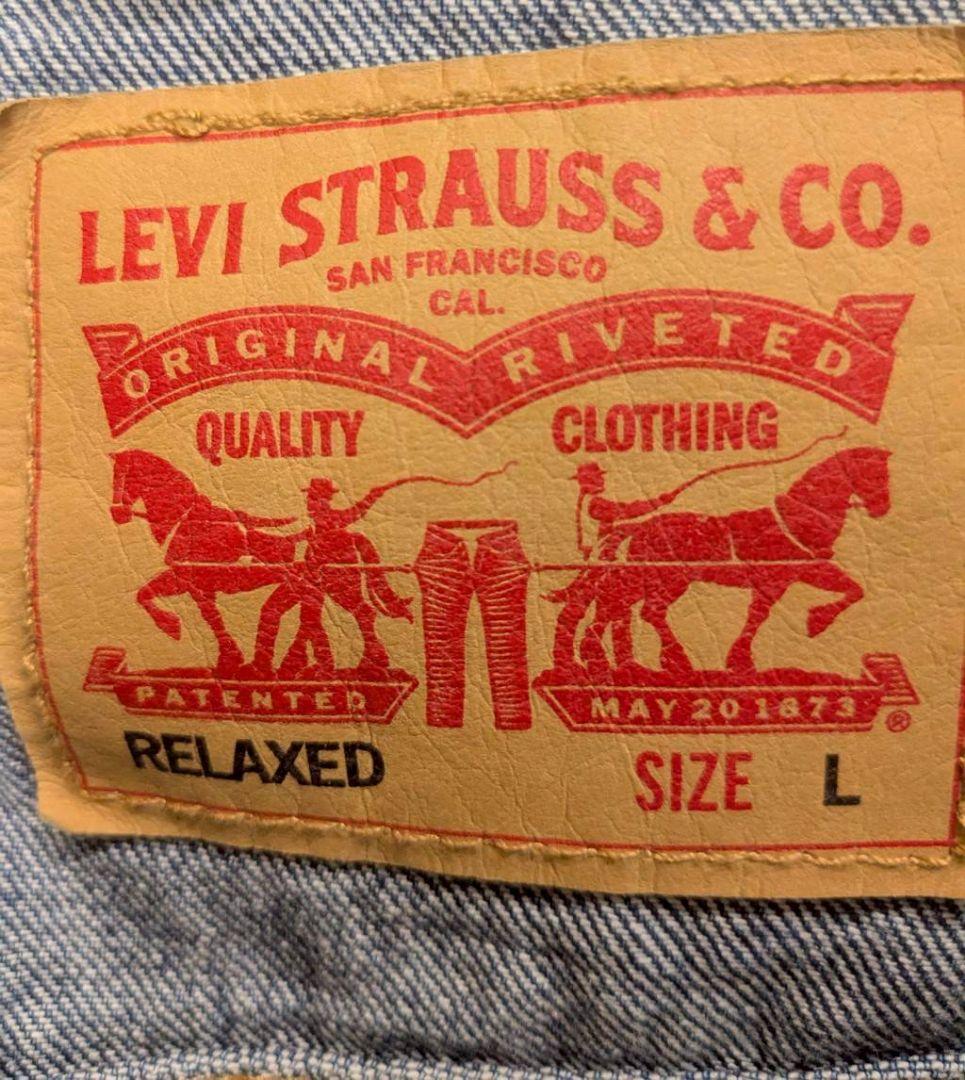 LEVI STRAUSS & CO.
SAN FRANCISCO
CAL.
ORIGINAL RIVETED
QUALITY CLOTHING
PATENTED MAY 20 1873 ®
RELAXED SIZE L